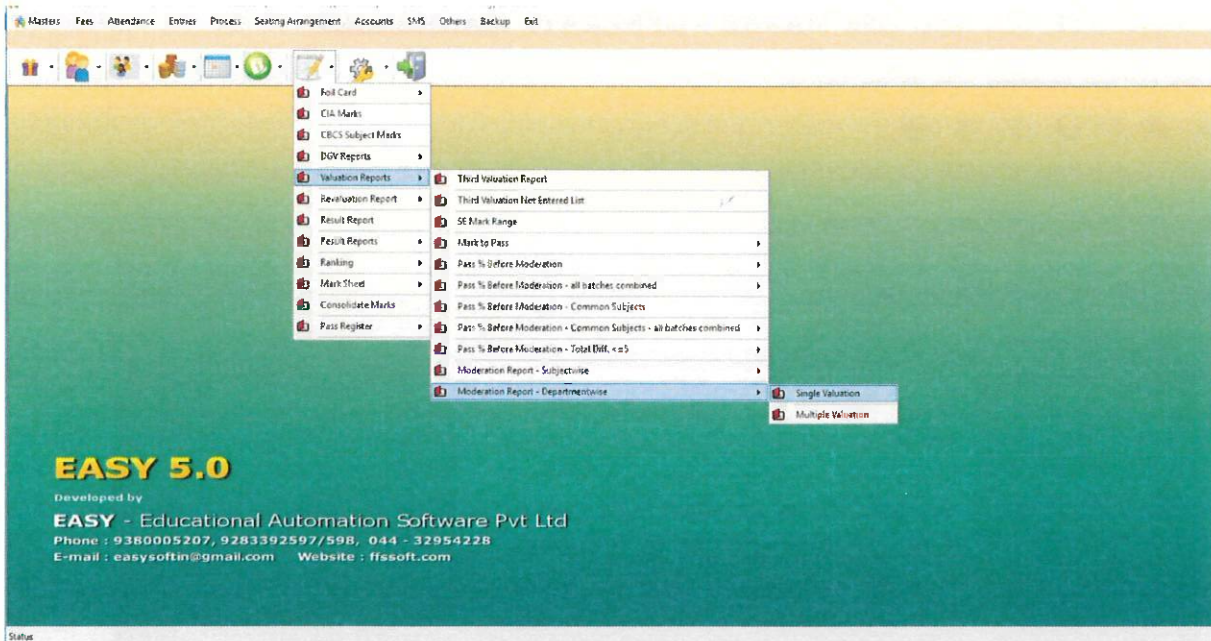 Masters Fees Attendance Entries Process Seating Arrangement Accounts SMS Others Backup Exit
Foil Card
CIA Marks
CBCS Subject Marks
DGV Reports
Valuation Reports
Revaluation Report
Result Report
Result Reports
Ranking
Mark Sheet
Consolidate Marks
Pass Register
Third Valuation Report
Third Valuation Not Entered List
SE Mark Range
Mark to Pass
Pass % Before Moderation
Pass % Before Moderation - all batches combined
Pass % Before Moderation - Common Subjects
Pass % Before Moderation - Common Subjects - all batches combined
Pass % Before Moderation - Total Diff. <=5
Moderation Report - Subjectwise
Moderation Report - Departmentwise
Single Valuation
Multiple Valuation
EASY 5.0
Developed by
EASY - Educational Automation Software Pvt Ltd
Phone : 9380005207, 9283392597/598, 044 - 32954228
E-mail : easysoftin@gmail.com Website : ffssoft.com
Status